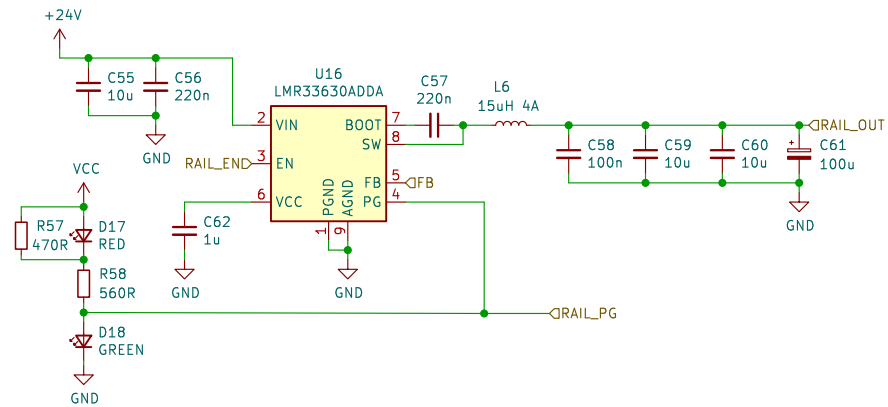 +24V
C55
10u
C56
220n
GND
U16
LMR33630ADDA
2
VIN
RAIL_EN
3
EN
6
VCC
BOOT
7
SW
8
FB
5
FB
PG
4
PGND
1
AGND
9
GND
C57
220n
L6
15uH 4A
C58
100n
C59
10u
C60
10u
+
C61
100u
RAIL_OUT
GND
C62
1u
GND
VCC
R57
470R
D17
RED
R58
560R
D18
GREEN
GND
RAIL_PG